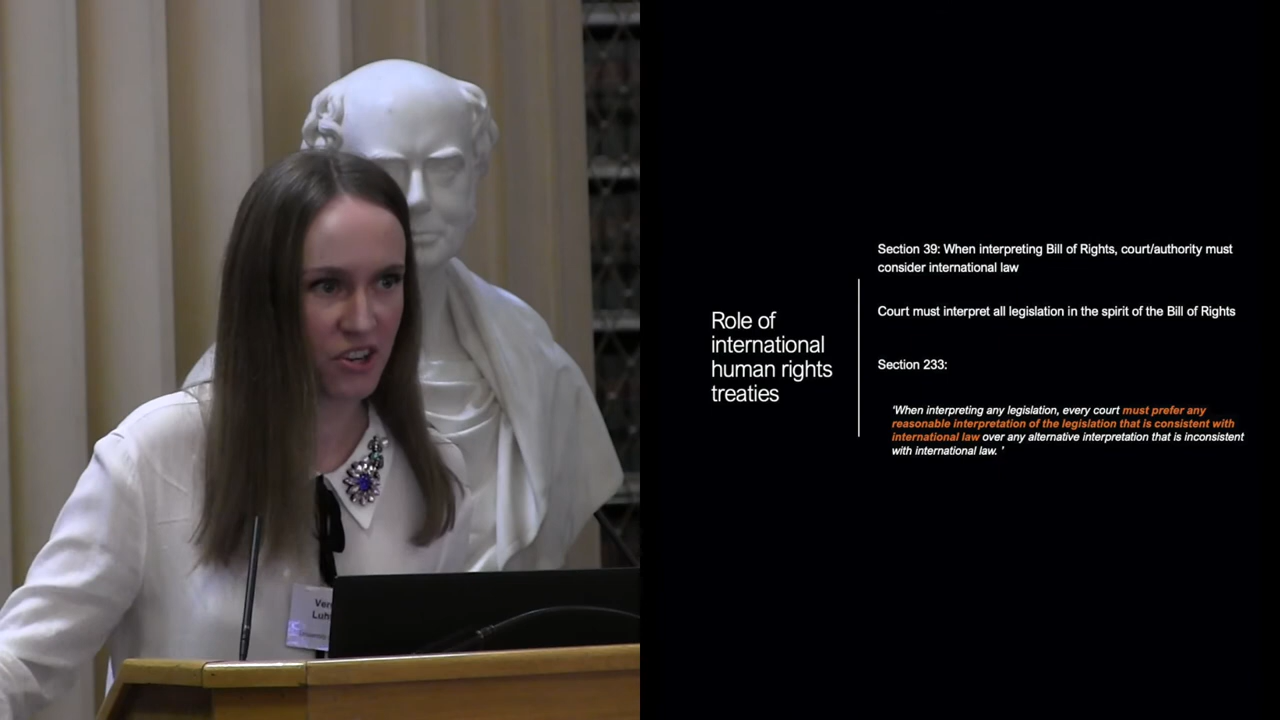 Role of
international
human rights
treaties
Section 39: When interpreting Bill of Rights, court/authority must
consider international law
Court must interpret all legislation in the spirit of the Bill of Rights
Section 233:
'When interpreting any legislation, every court must prefer any
reasonable interpretation of the legislation that is consistent with
international law over any alternative interpretation that is inconsistent
with international law. '